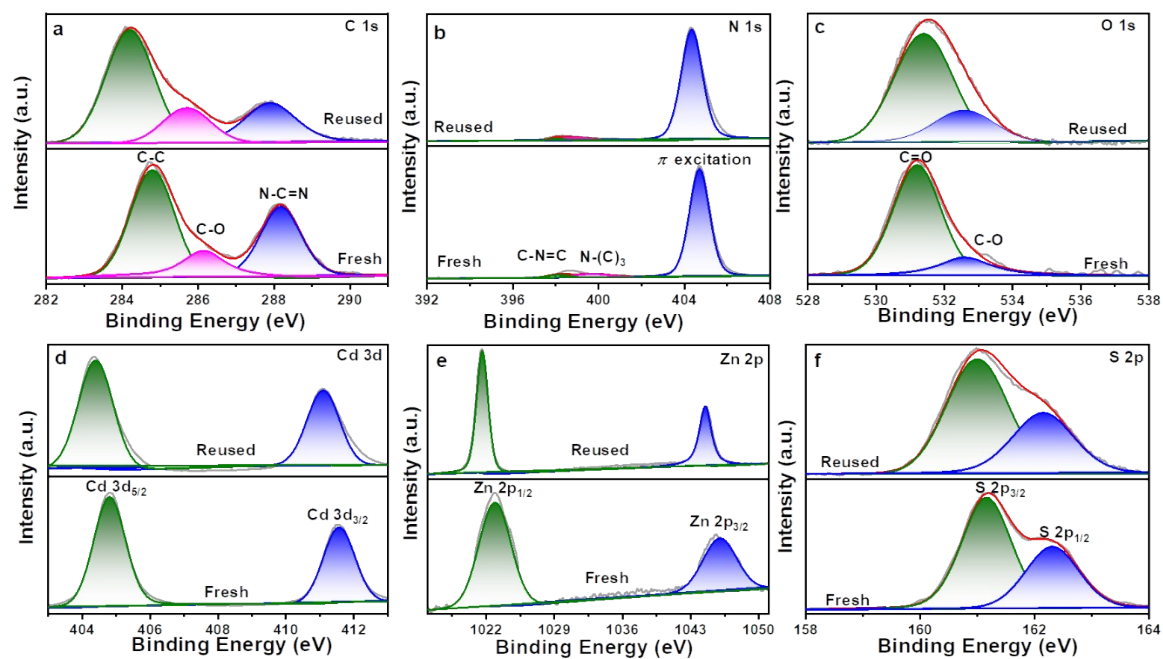 a
C 1s
Reused
C-C
C-O
N-C=N
Fresh
282 284 286 288 290
Binding Energy (eV)
Intensity (a.u.)
b
N 1s
Reused
π excitation
C-N=C
N-(C)₃
Fresh
392 396 400 404 408
Binding Energy (eV)
Intensity (a.u.)
c
O 1s
Reused
C=O
C-O
Fresh
528 530 532 534 536 538
Binding Energy (eV)
Intensity (a.u.)
d
Cd 3d
Reused
Cd 3d₅/₂
Cd 3d₃/₂
Fresh
404 406 408 410 412
Binding Energy (eV)
Intensity (a.u.)
e
Zn 2p
Reused
Zn 2p₁/₂
Zn 2p₃/₂
Fresh
1022 1029 1036 1043 1050
Binding Energy (eV)
Intensity (a.u.)
f
S 2p
Reused
S 2p₃/₂
S 2p₁/₂
Fresh
158 160 162 164
Binding Energy (eV)
Intensity (a.u.)